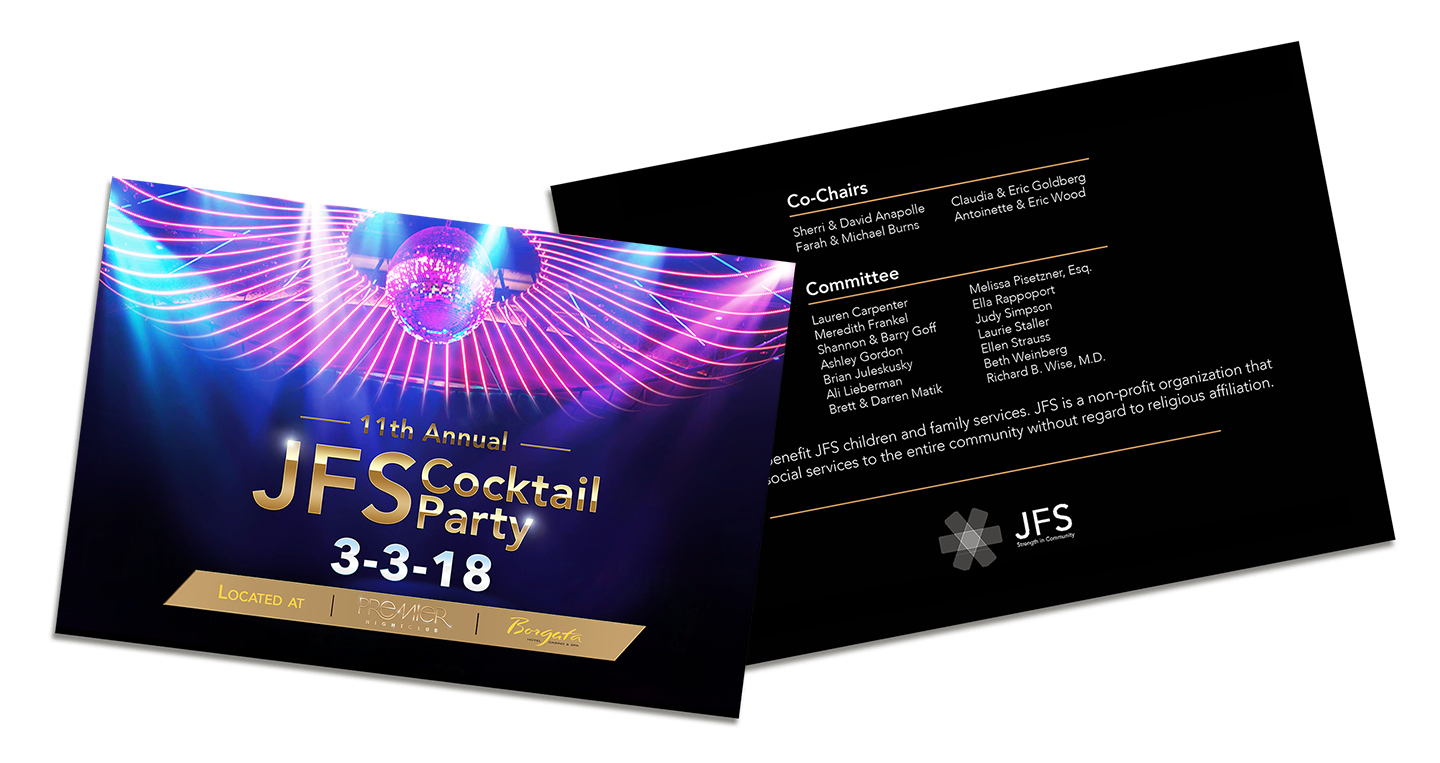 11th Annual
JFS Cocktail
Party
3-3-18
LOCATED AT
PREMIER
NIGHTCLUB
Borgata
HOTEL CASINO & SPA
Co-Chairs
Sherri & David Anapolle
Farah & Michael Burns
Claudia & Eric Goldberg
Antoinette & Eric Wood
Committee
Lauren Carpenter
Meredith Frankel
Shannon & Barry Goff
Ashley Gordon
Brian Juleskusky
Ali Lieberman
Brett & Darren Matik
Melissa Pisetzner, Esq.
Ella Rappoport
Judy Simpson
Laurie Staller
Ellen Strauss
Beth Weinberg
Richard B. Wise, M.D.
benefit JFS children and family services. JFS is a non-profit organization that
social services to the entire community without regard to religious affiliation.
JFS
Strength in Community